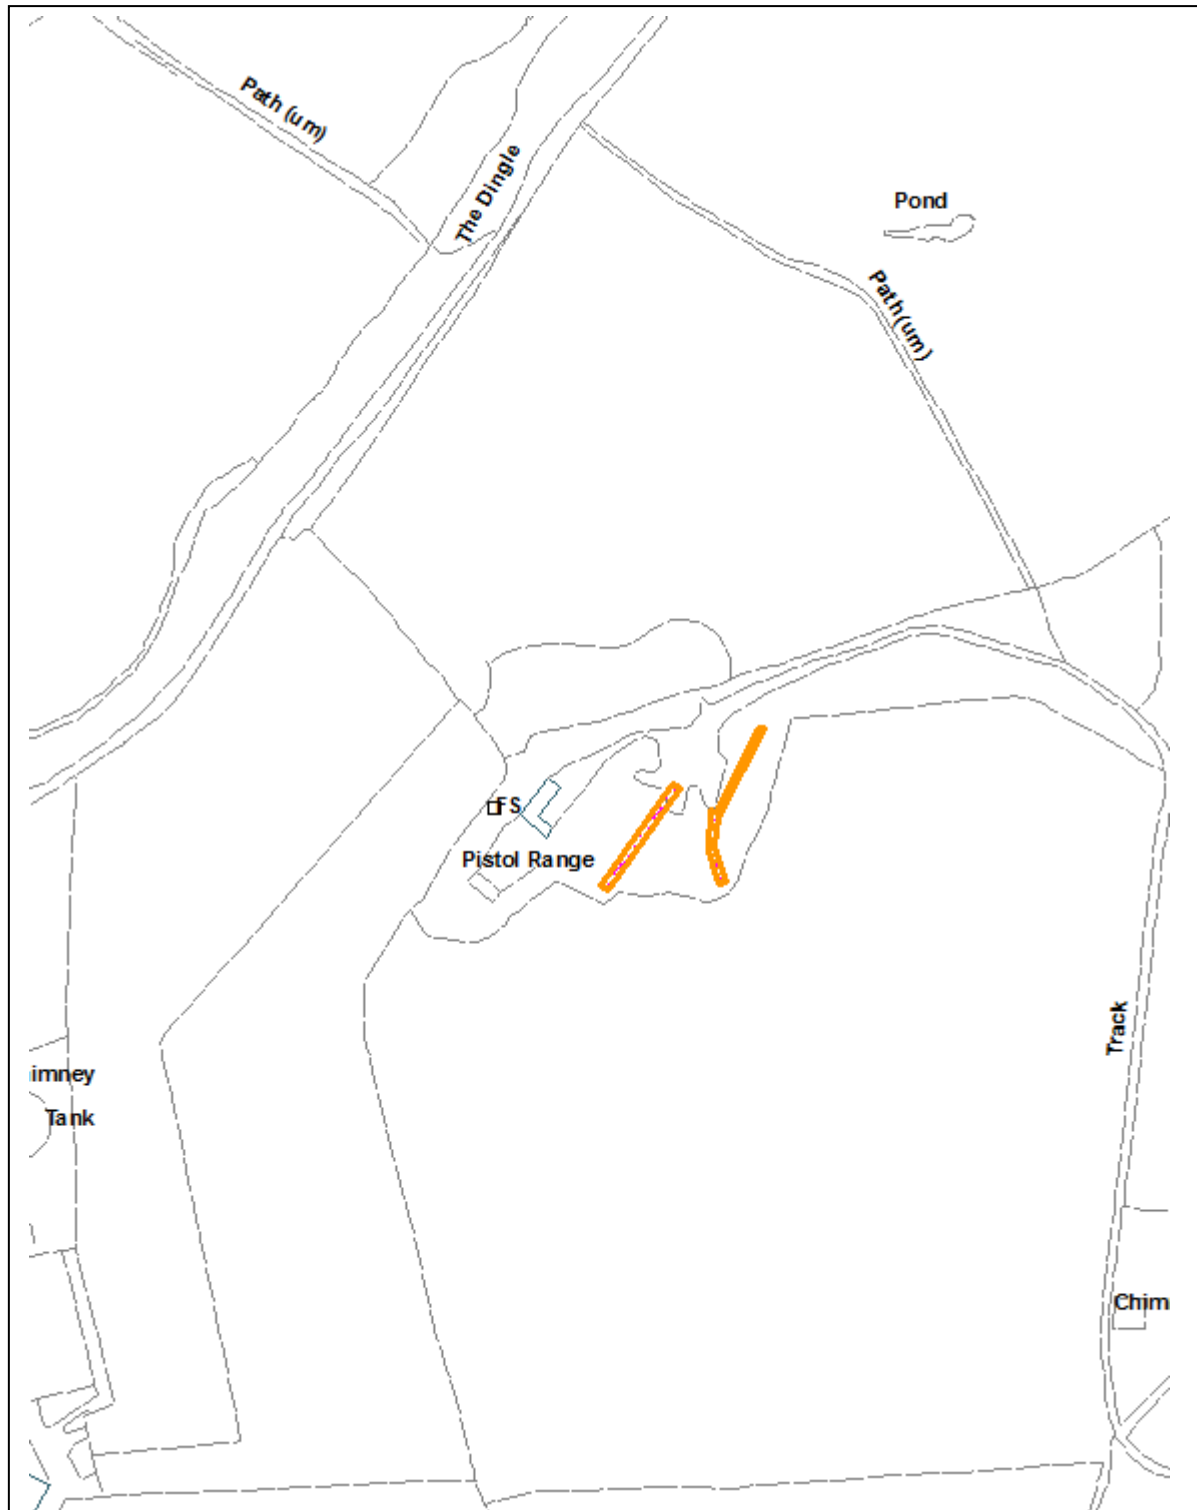 Path (um)
The Dingle
Pond
Path (um)
FS
Pistol Range
Track
imney
Tank
Chim